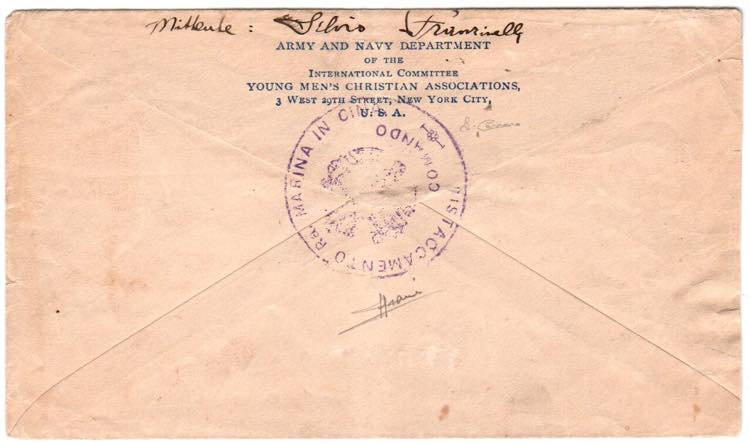 Mittente: Silvio
ARMY AND NAVY DEPARTMENT
OF THE
INTERNATIONAL COMMITTEE
YOUNG MEN'S CHRISTIAN ASSOCIATIONS,
3 WEST 29TH STREET, NEW YORK CITY,
U. S. A.
COMANDO
DISTACCAMENTO Ra MARINA IN CINA